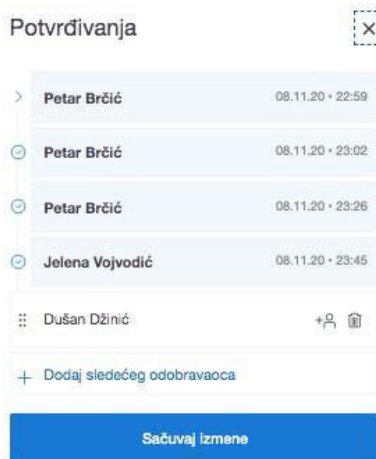 Potvrđivanja
Petar Brčić 08.11.20 • 22:59
Petar Brčić 08.11.20 • 23:02
Petar Brčić 08.11.20 • 23:26
Jelena Vojvodić 08.11.20 • 23:45
Dušan Džinić
Dodaj sledećeg odobravaoca
Sačuvaj izmene